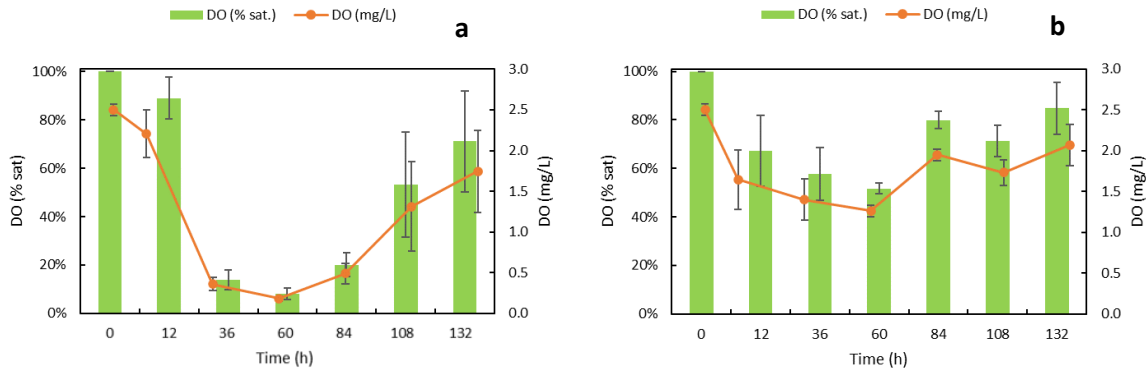 DO (% sat.) DO (mg/L)
a
100% 3.0
80% 2.5
60% 2.0
40% 1.5
20% 1.0
0% 0.5
0.0
DO (% sat)
DO (mg/L)
0 12 36 60 84 108 132
Time (h)
DO (% sat.) DO (mg/L)
b
100% 3.0
80% 2.5
60% 2.0
40% 1.5
20% 1.0
0% 0.5
0.0
DO (% sat)
DO (mg/L)
0 12 36 60 84 108 132
Time (h)